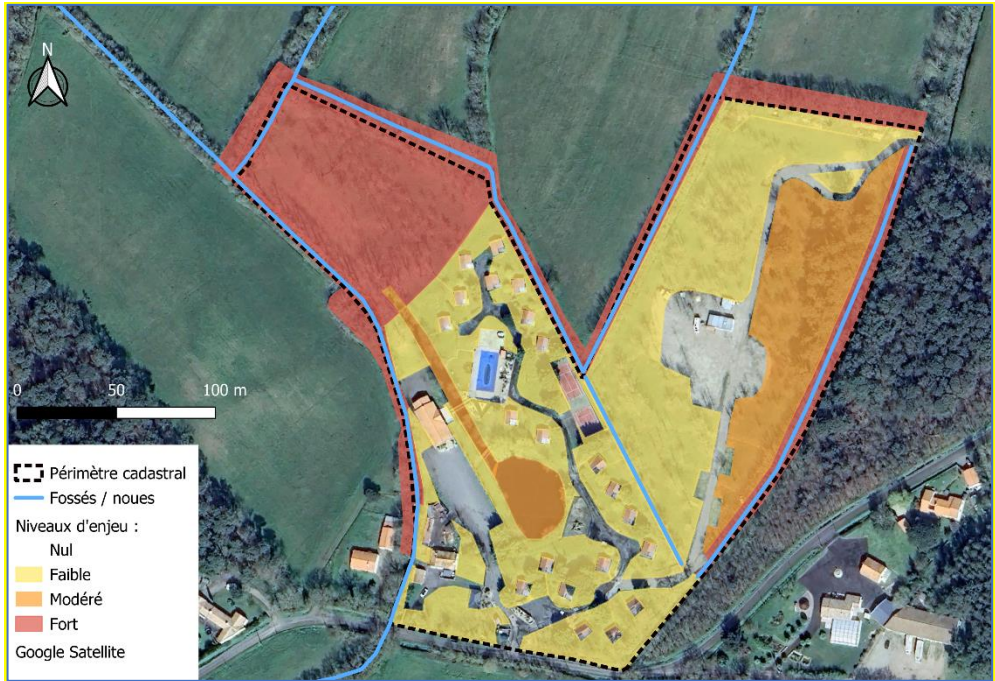 N
0 50 100 m
Périmètre cadastral
Fossés / noues
Niveaux d'enjeu :
Nul
Faible
Modéré
Fort
Google Satellite